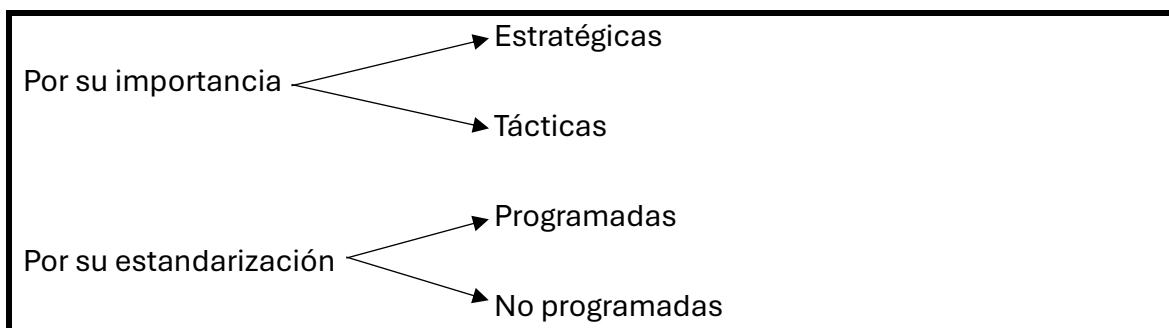 Estratégicas
Por su importancia
Tácticas
Programadas
Por su estandarización
No programadas